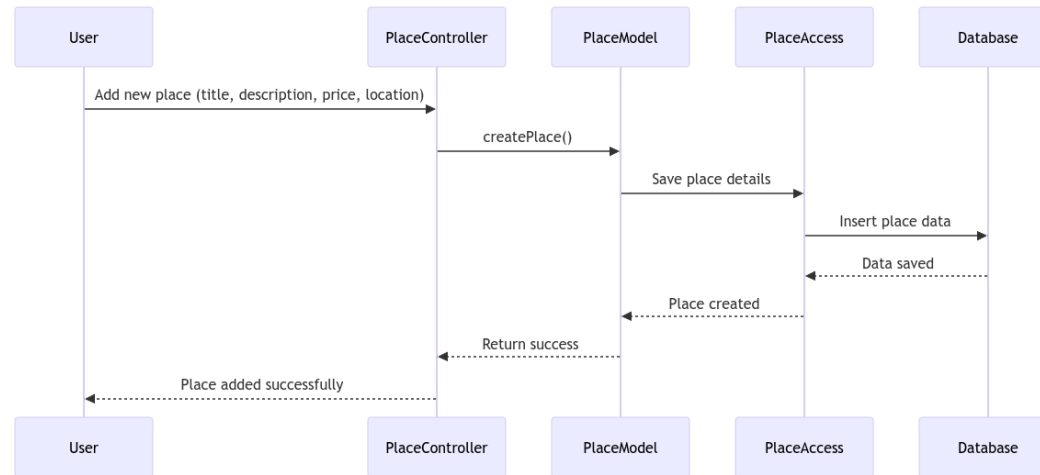 User
PlaceController
PlaceModel
PlaceAccess
Database
Add new place (title, description, price, location)
createPlace()
Save place details
Insert place data
Data saved
Place created
Return success
Place added successfully
User
PlaceController
PlaceModel
PlaceAccess
Database